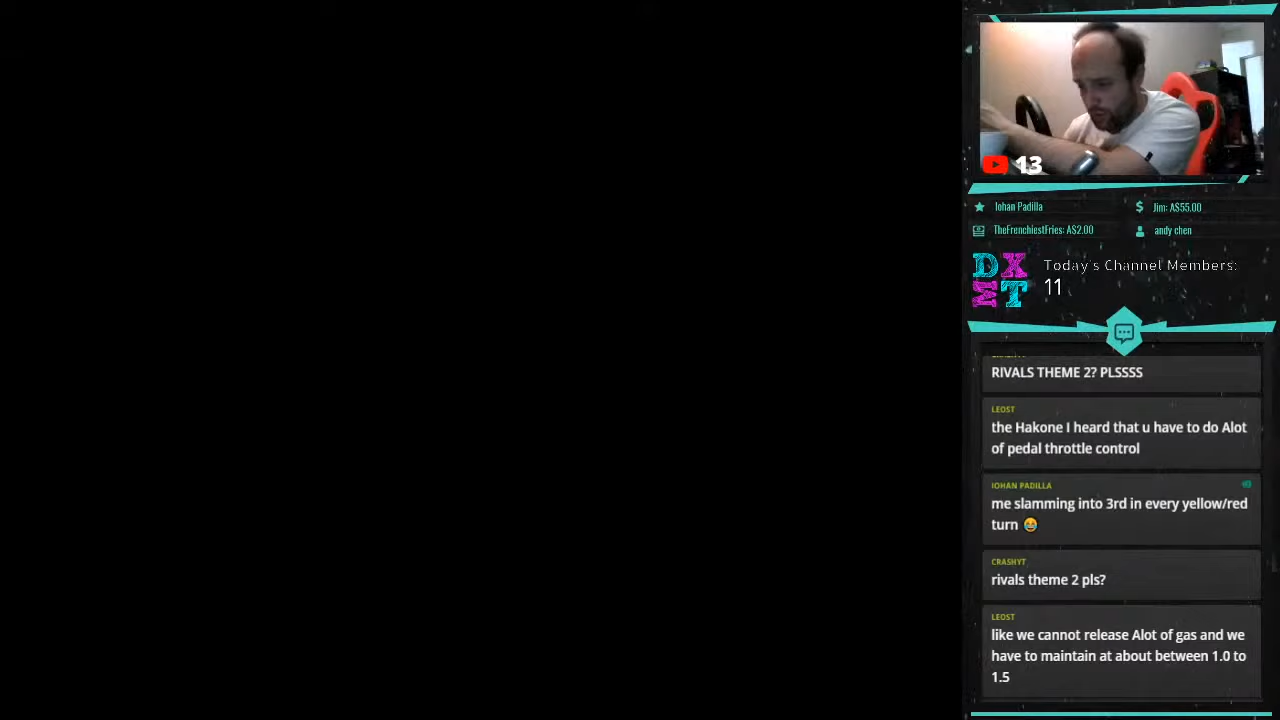 13
Iohan Padilla
Jim: A$55.00
TheFrenchiestFries: A$2.00
andy chen
DXMT
Today's Channel Members:
11
RIVALS THEME 2? PLSSSS
LEOST
the Hakone I heard that u have to do Alot
of pedal throttle control
IOHAN PADILLA
me slamming into 3rd in every yellow/red
turn 😂
CRASHYT
rivals theme 2 pls?
LEOST
like we cannot release Alot of gas and we
have to maintain at about between 1.0 to
1.5